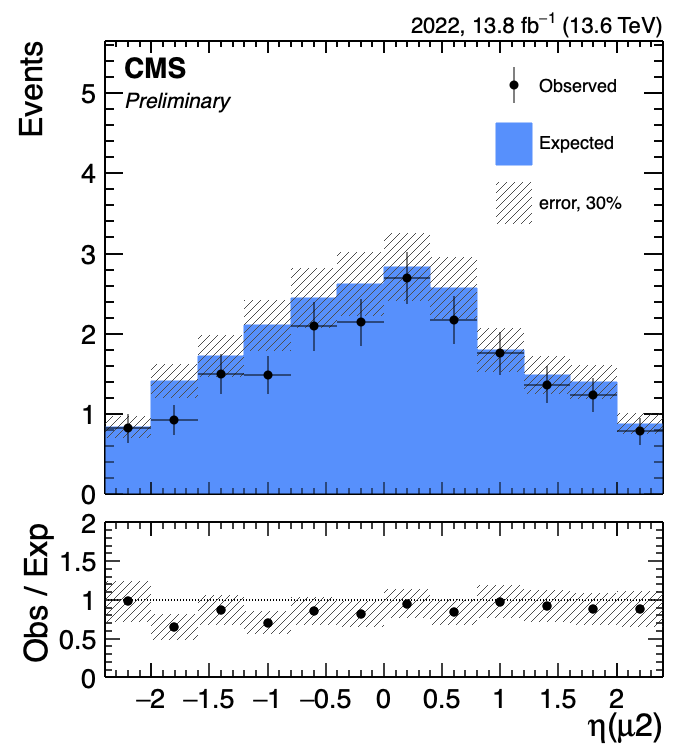 2022, 13.8 fb⁻¹ (13.6 TeV)
CMS
Preliminary
Events
Observed
Expected
error, 30%
5
4
3
2
1
0
Obs / Exp
2
1.5
1
0.5
0
−2 −1.5 −1 −0.5 0 0.5 1 1.5 2
η(μ2)